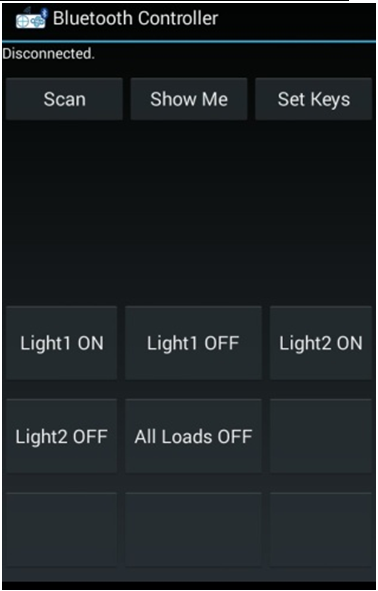 Bluetooth Controller
Disconnected.
Scan Show Me Set Keys
Light1 ON Light1 OFF Light2 ON
Light2 OFF All Loads OFF